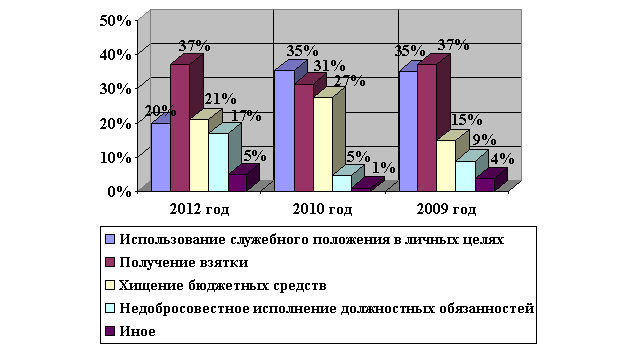 50%
40%
30%
20%
10%
0%
20%
37%
21%
17%
5%
35%
31%
27%
5%
1%
35%
37%
15%
9%
4%
2012 год
2010 год
2009 год
Использование служебного положения в личных целях
Получение взятки
Хищение бюджетных средств
Недобросовестное исполнение должностных обязанностей
Иное